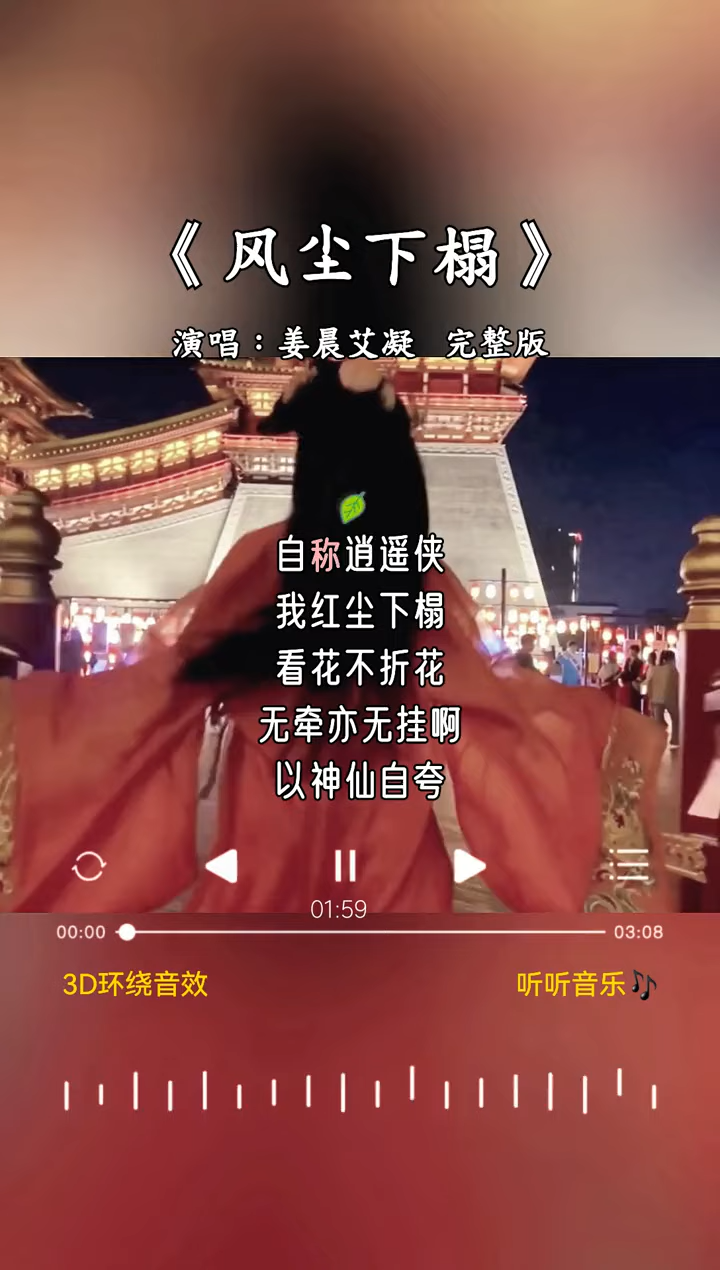 《风尘下榻》
演唱：姜晨艾凝 完整版
自称逍遥侠
我红尘下榻
看花不折花
无牵亦无挂啊
以神仙自夸
01:59
00:00 03:08
3D环绕音效 听听音乐🎶